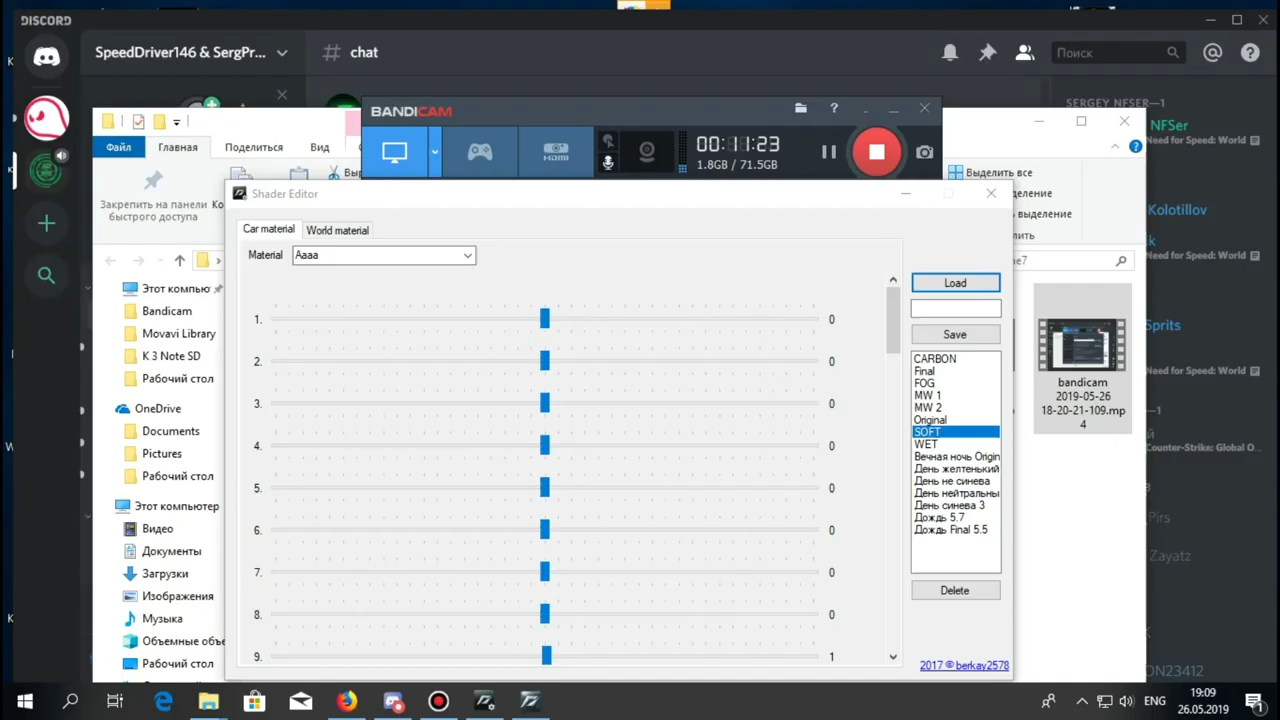 DISCORD
SpeedDriver146 & SergPr...
# chat
Поиск
SERGEY NFSER—1
BANDICAM
NFSer
Need for Speed: World
Файл
Главная
Поделиться
Вид
HDMI
00:11:23
1.8GB / 71.5GB
Закрепить на панели
быстрого доступа
Выделить все
Shader Editor
Car material
World material
Material
Aaaa
Load
Save
1.
0
2.
0
3.
0
4.
0
5.
0
6.
0
7.
0
8.
0
9.
1
CARBON
Final
FOG
MW 1
MW 2
Original
SOFT
WET
Вечная ночь Origin
День желтенький
День не синева
День нейтральны
День синева 3
Дождь 5.7
Дождь Final 5.5
Delete
2017 © berkay2578
Этот компью
Bandicam
Movavi Library
K 3 Note SD
Рабочий стол
OneDrive
Documents
Pictures
Рабочий стол
Этот компьютер
Видео
Документы
Загрузки
Изображения
Музыка
Объемные объе
Рабочий стол
bandicam
2019-05-26
18-20-21-109.mp
4
Kolotillov
Need for Speed: World
Sprits
Need for Speed: World
Counter-Strike: Global O...
Pirs
Zayatz
ON23412
ENG
19:09
26.05.2019
1